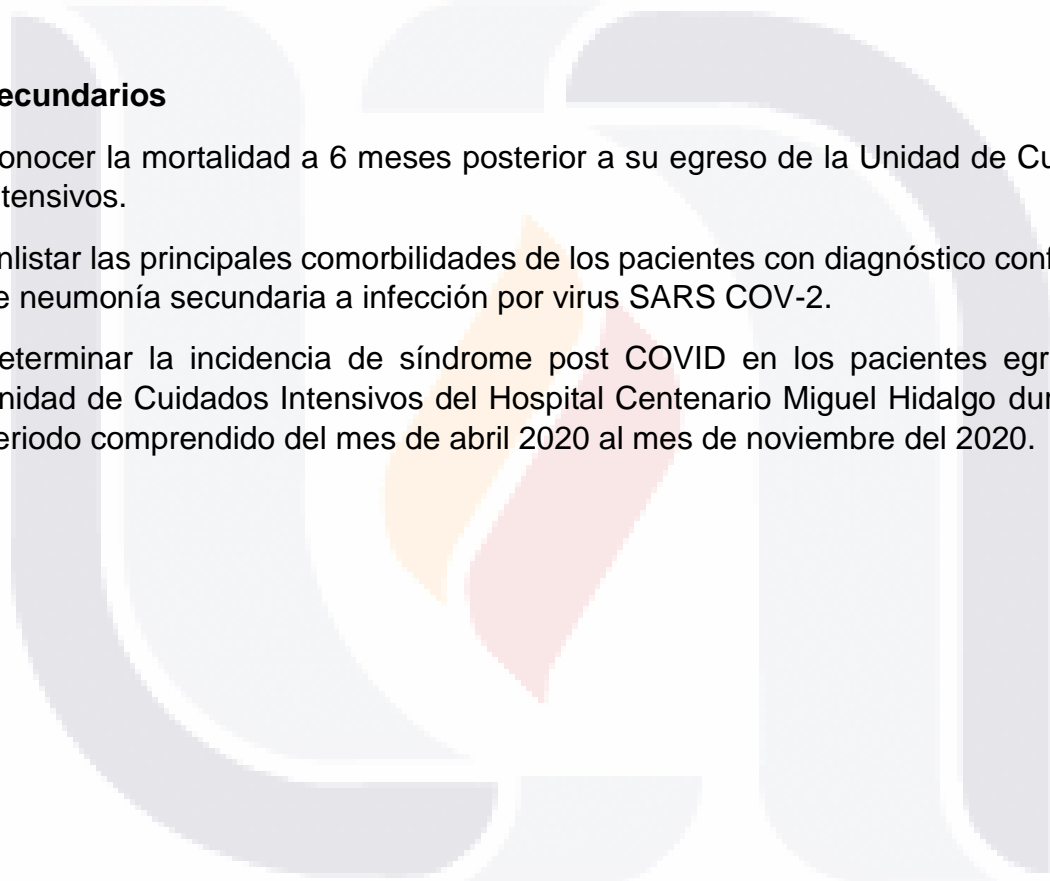 ecundarios
onocer la mortalidad a 6 meses posterior a su egreso de la Unidad de Cu
tensivos.
nlistar las principales comorbilidades de los pacientes con diagnóstico conf
e neumonía secundaria a infección por virus SARS COV-2.
eterminar la incidencia de síndrome post COVID en los pacientes egr
nidad de Cuidados Intensivos del Hospital Centenario Miguel Hidalgo dur
eriodo comprendido del mes de abril 2020 al mes de noviembre del 2020.